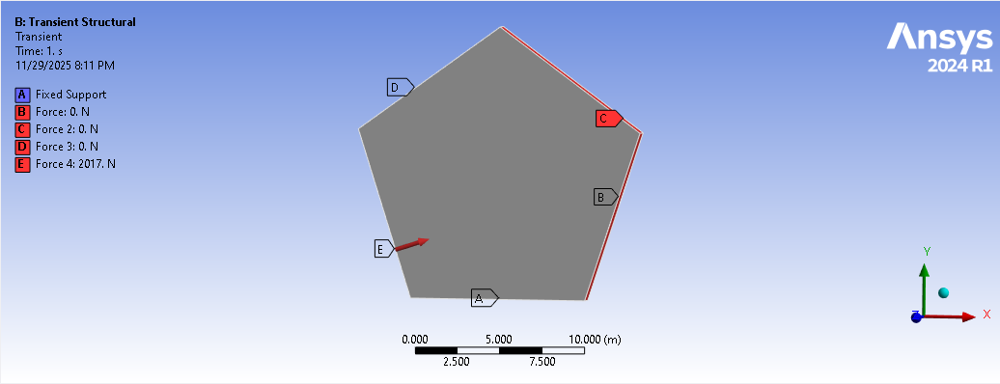 B: Transient Structural
Transient
Time: 1. s
11/29/2025 8:11 PM
A Fixed Support
B Force: 0. N
C Force 2: 0. N
D Force 3: 0. N
E Force 4: 2017. N
Ansys
2024 R1
D
C
B
E
A
Y
X
Z
0.000 5.000 10.000 (m)
2.500 7.500